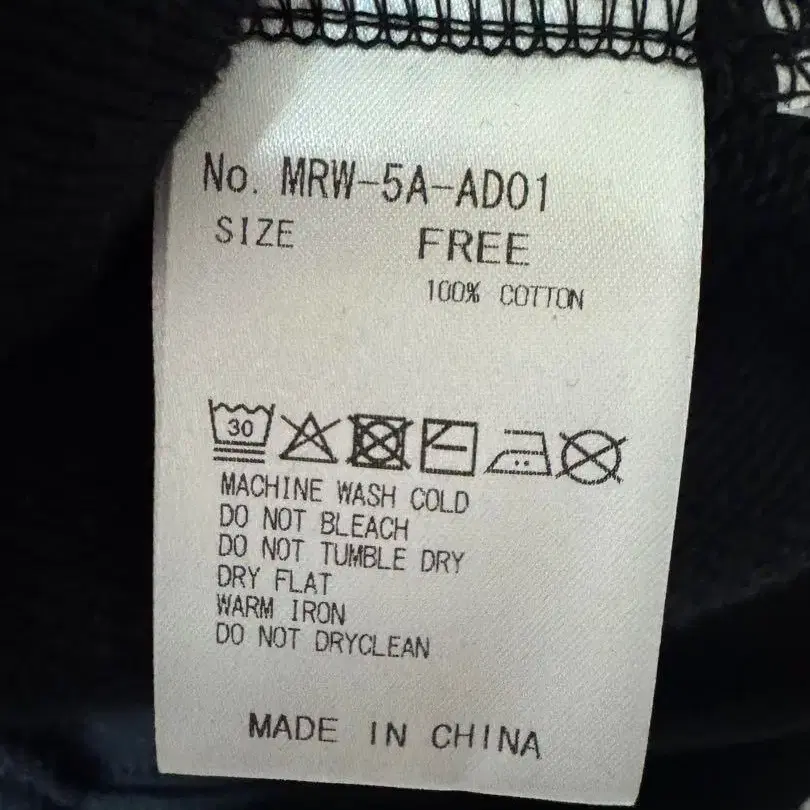 No. MRW-5A-AD01
SIZE FREE
100% COTTON
30
MACHINE WASH COLD
DO NOT BLEACH
DO NOT TUMBLE DRY
DRY FLAT
WARM IRON
DO NOT DRYCLEAN
MADE IN CHINA